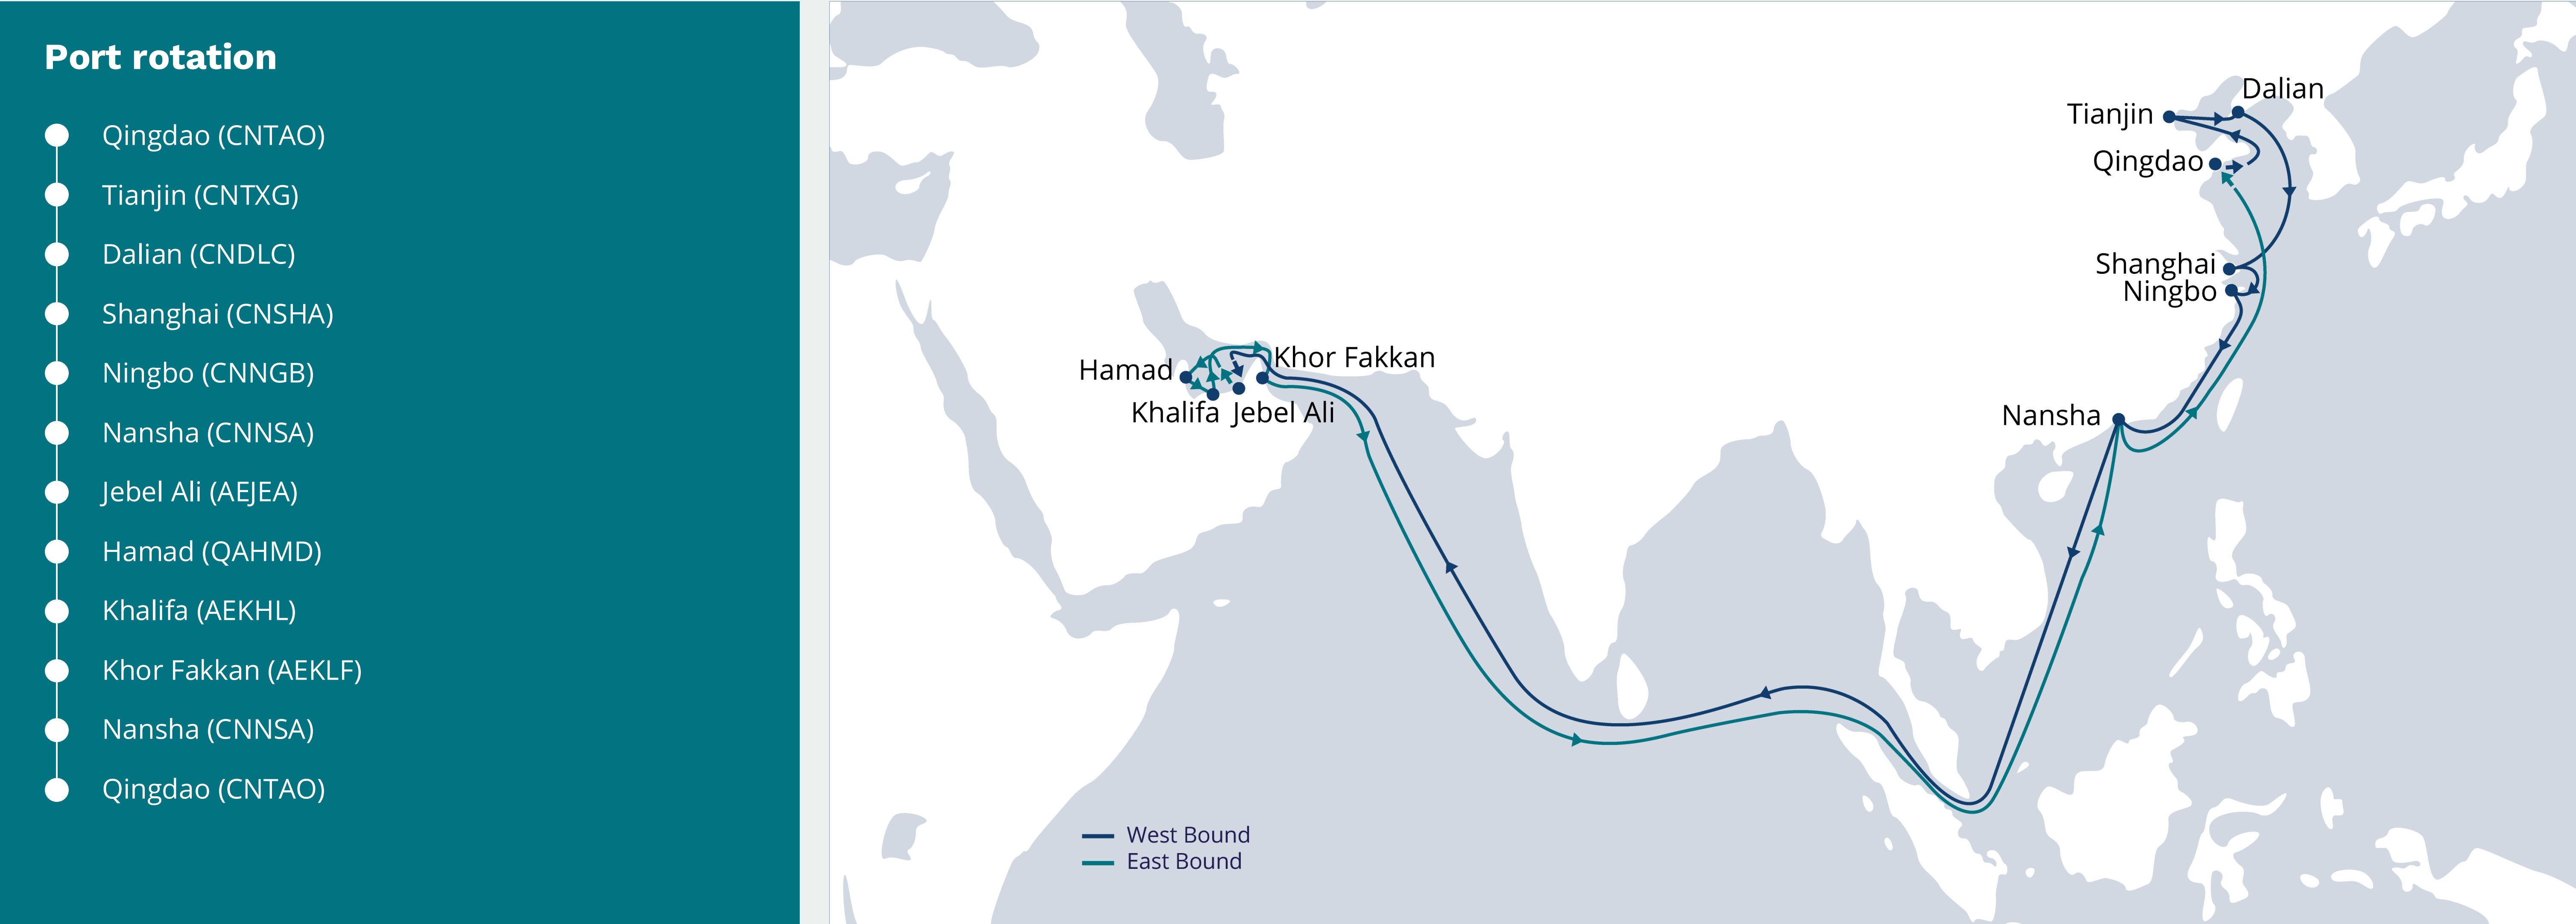 Port rotation
Qingdao (CNTAO)
Tianjin (CNTXG)
Dalian (CNDLC)
Shanghai (CNSHA)
Ningbo (CNNGB)
Nansha (CNNSA)
Jebel Ali (AEJEA)
Hamad (QAHMD)
Khalifa (AEKHL)
Khor Fakkan (AEKLF)
Nansha (CNNSA)
Qingdao (CNTAO)
Dalian
Tianjin
Qingdao
Shanghai
Ningbo
Khor Fakkan
Hamad
Khalifa
Jebel Ali
Nansha
West Bound
East Bound